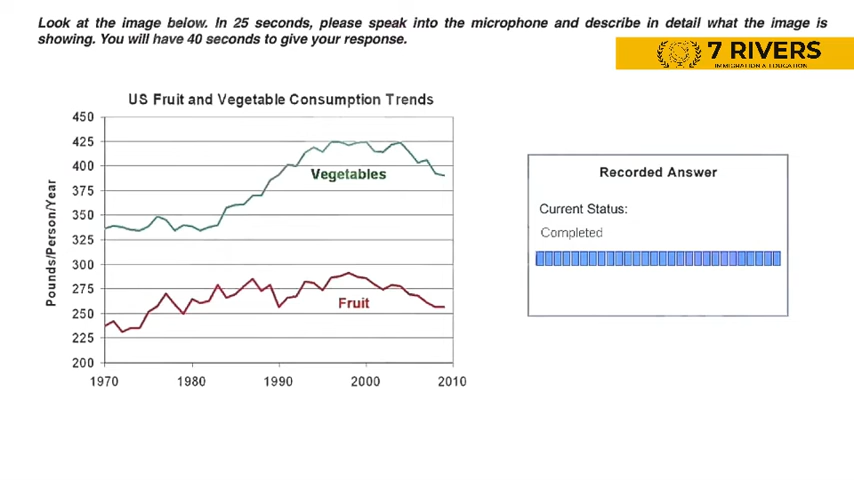 Look at the image below. In 25 seconds, please speak into the microphone and describe in detail what the image is
showing. You will have 40 seconds to give your response.
7 RIVERS
IMMIGRATION & EDUCATION
US Fruit and Vegetable Consumption Trends
450
425
400
375
350
325
300
275
250
225
200
Pounds/Person/Year
Vegetables
Fruit
1970 1980 1990 2000 2010
Recorded Answer
Current Status:
Completed